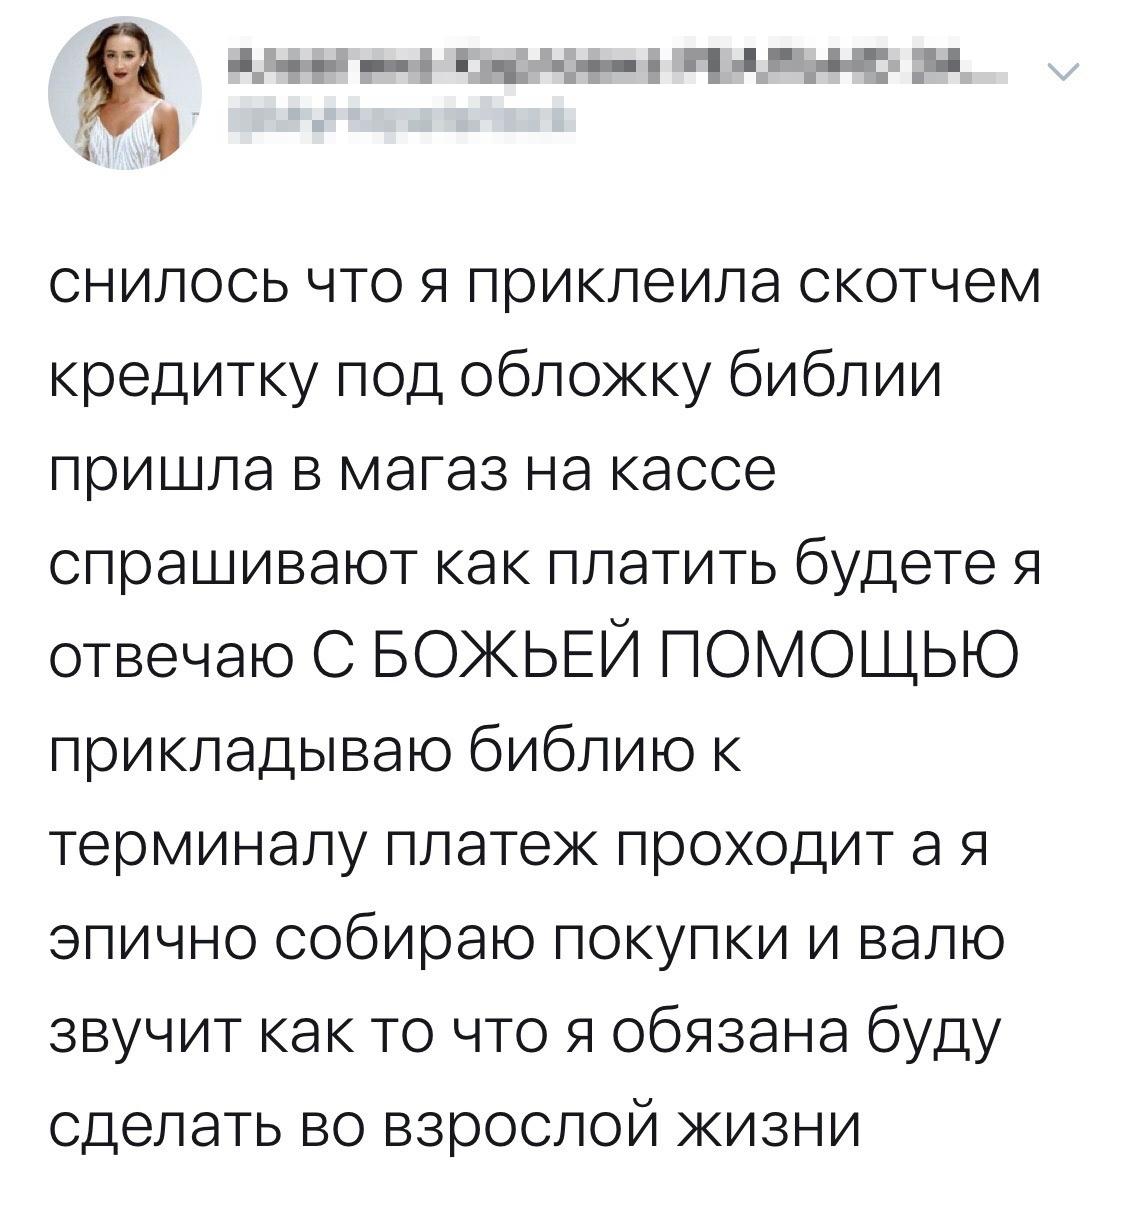 снилось что я приклеила скотчем
кредитку под обложку библии
пришла в магаз на кассе
спрашивают как платить будете я
отвечаю С БОЖЬЕЙ ПОМОЩЬЮ
прикладываю библию к
терминалу платеж проходит а я
эпично собираю покупки и валю
звучит как то что я обязана буду
сделать во взрослой жизни